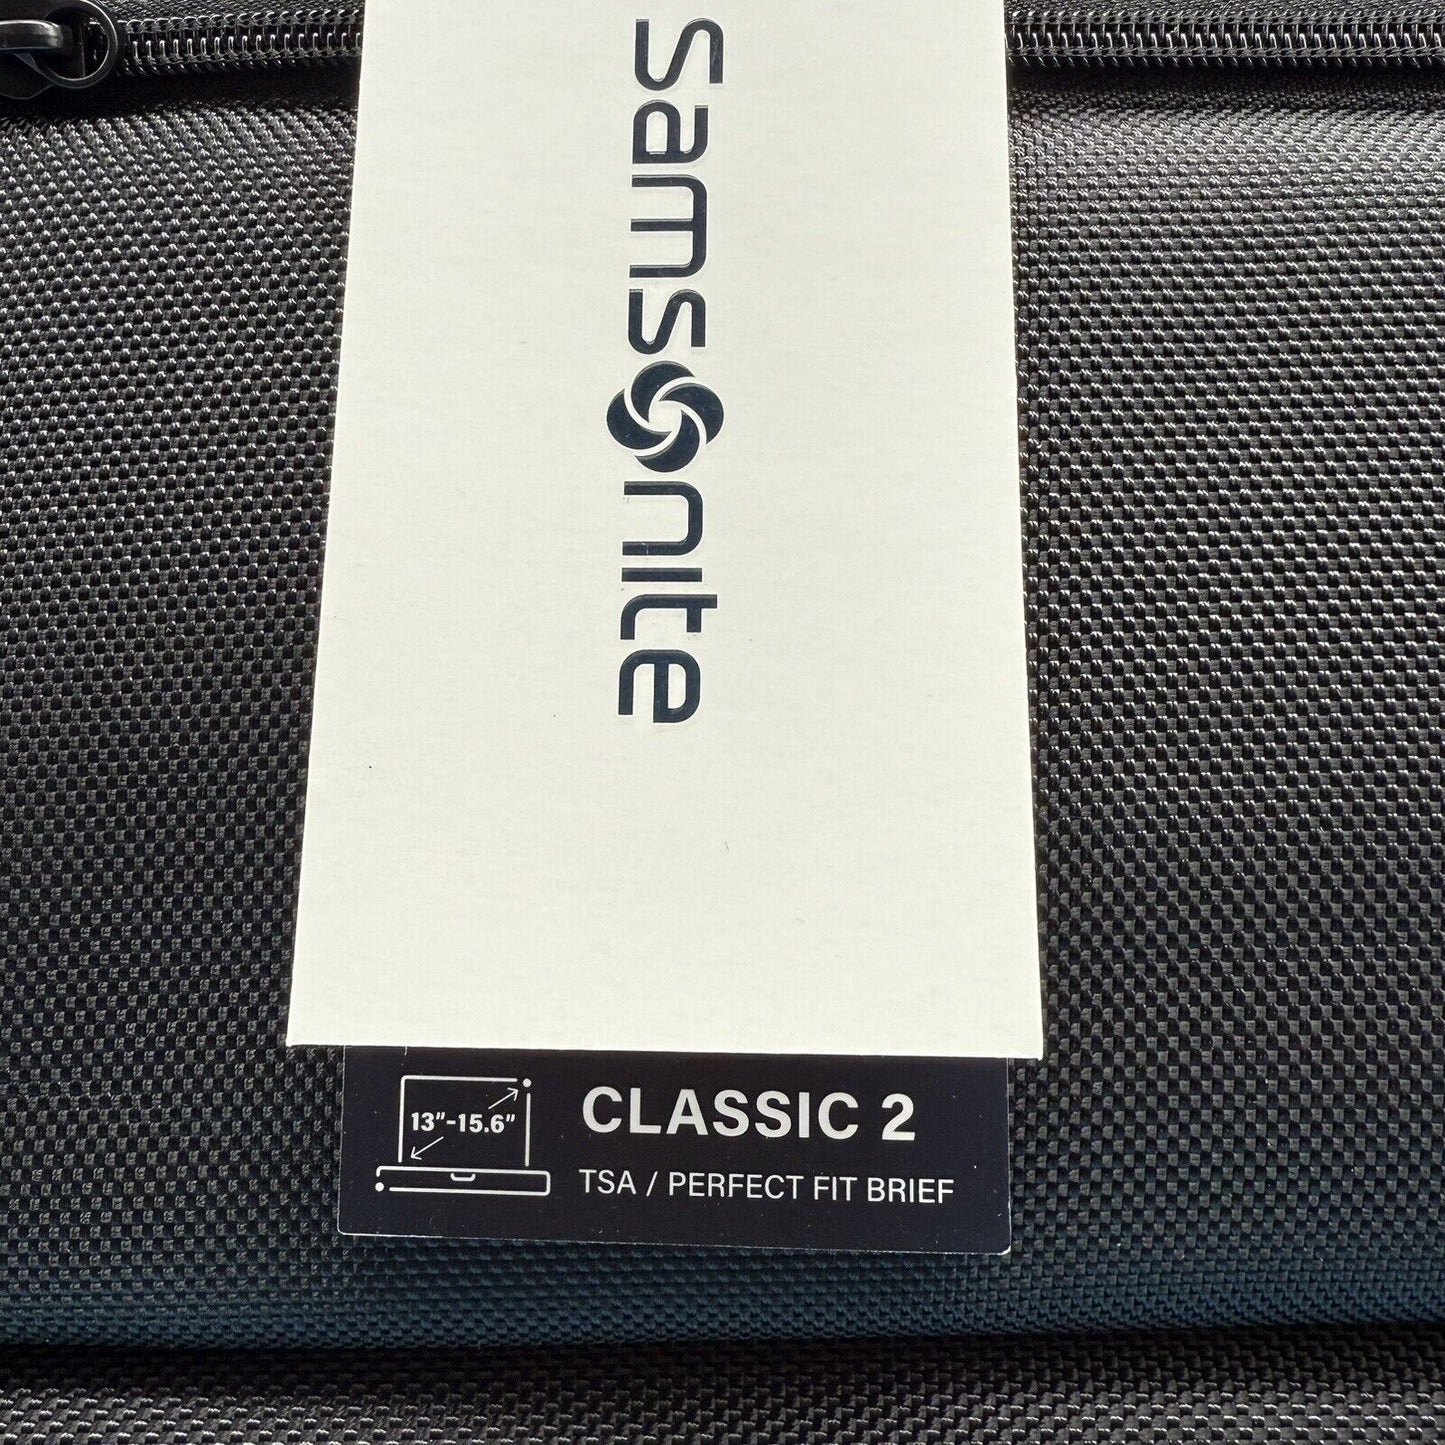 samsonite
13"-15.6"
CLASSIC 2
TSA / PERFECT FIT BRIEF